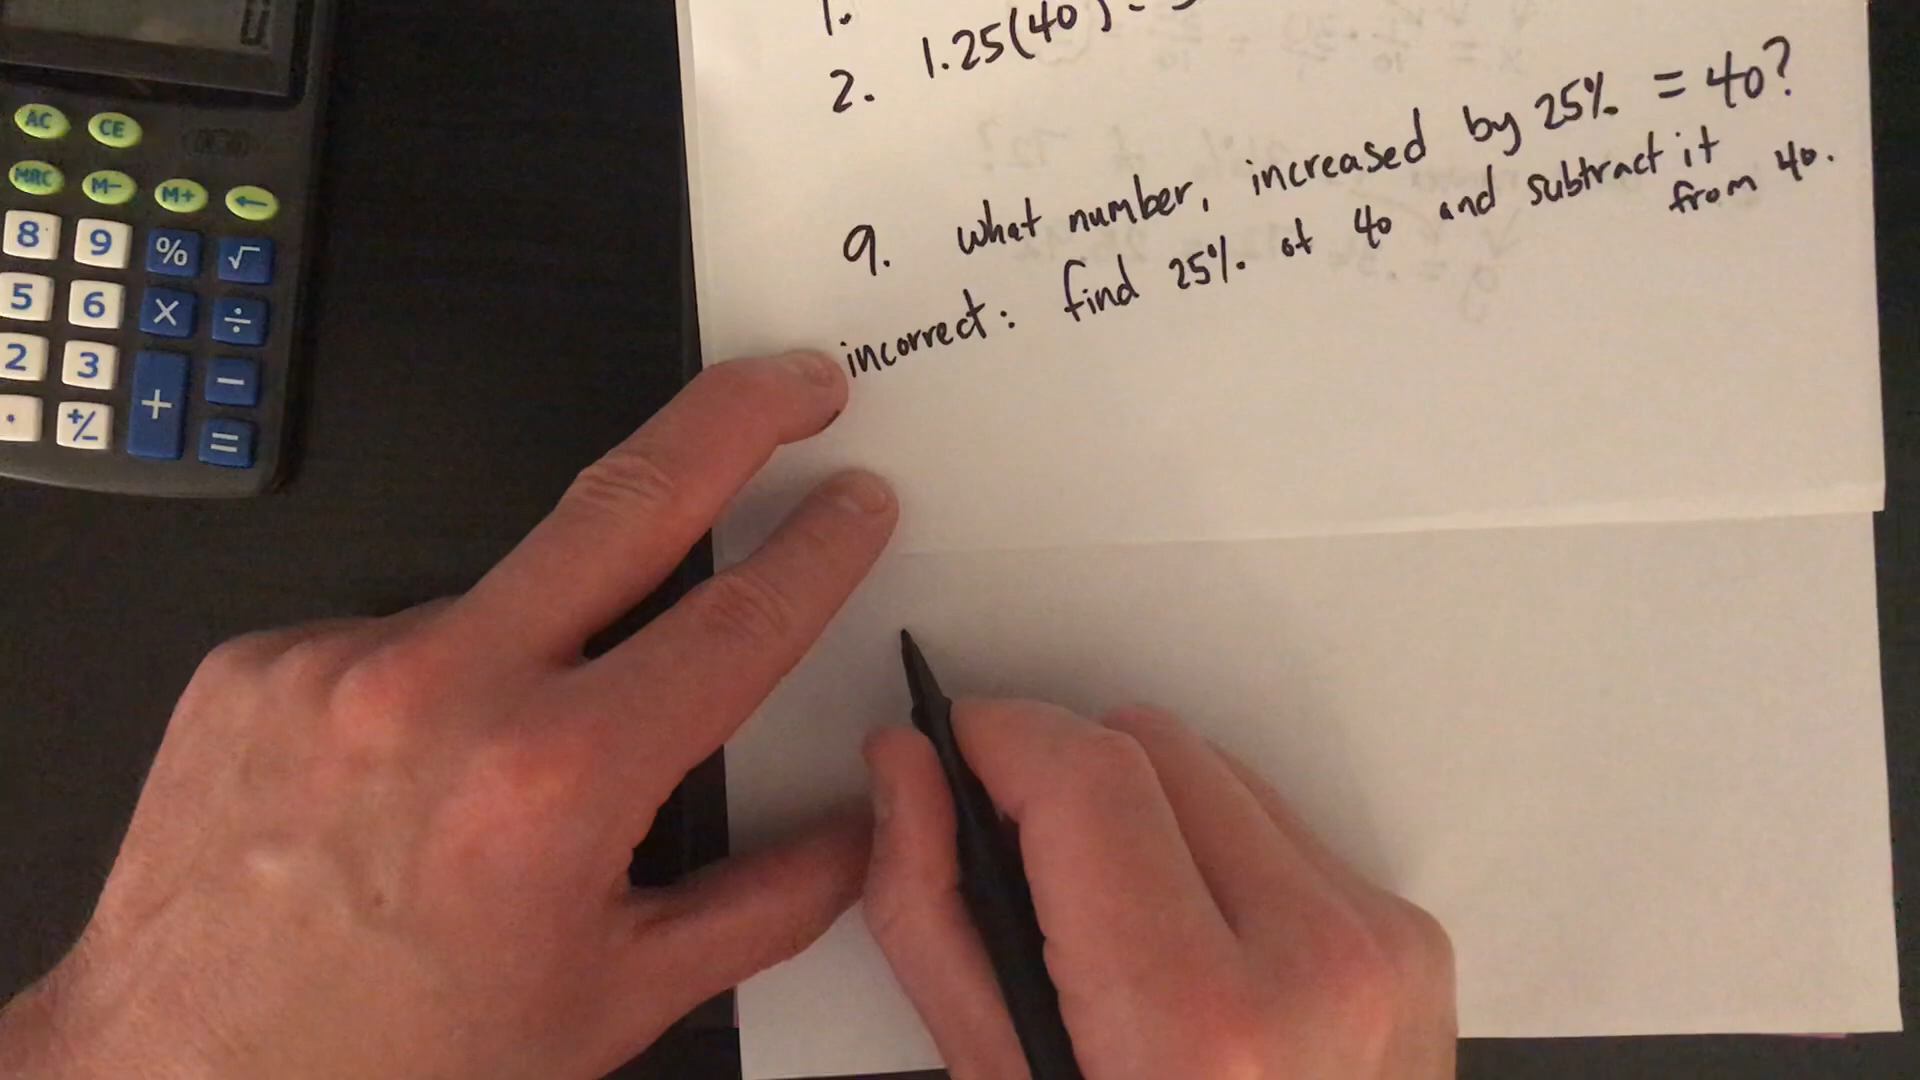 1.
2. 1.25(40) =
9. what number, increased by 25% = 40?
incorrect: find 25% of 40 and subtract it
from 40.
AC CE
MRC M- M+ ←
8 9 % √
5 6 X ÷
2 3 + −
. +/- =